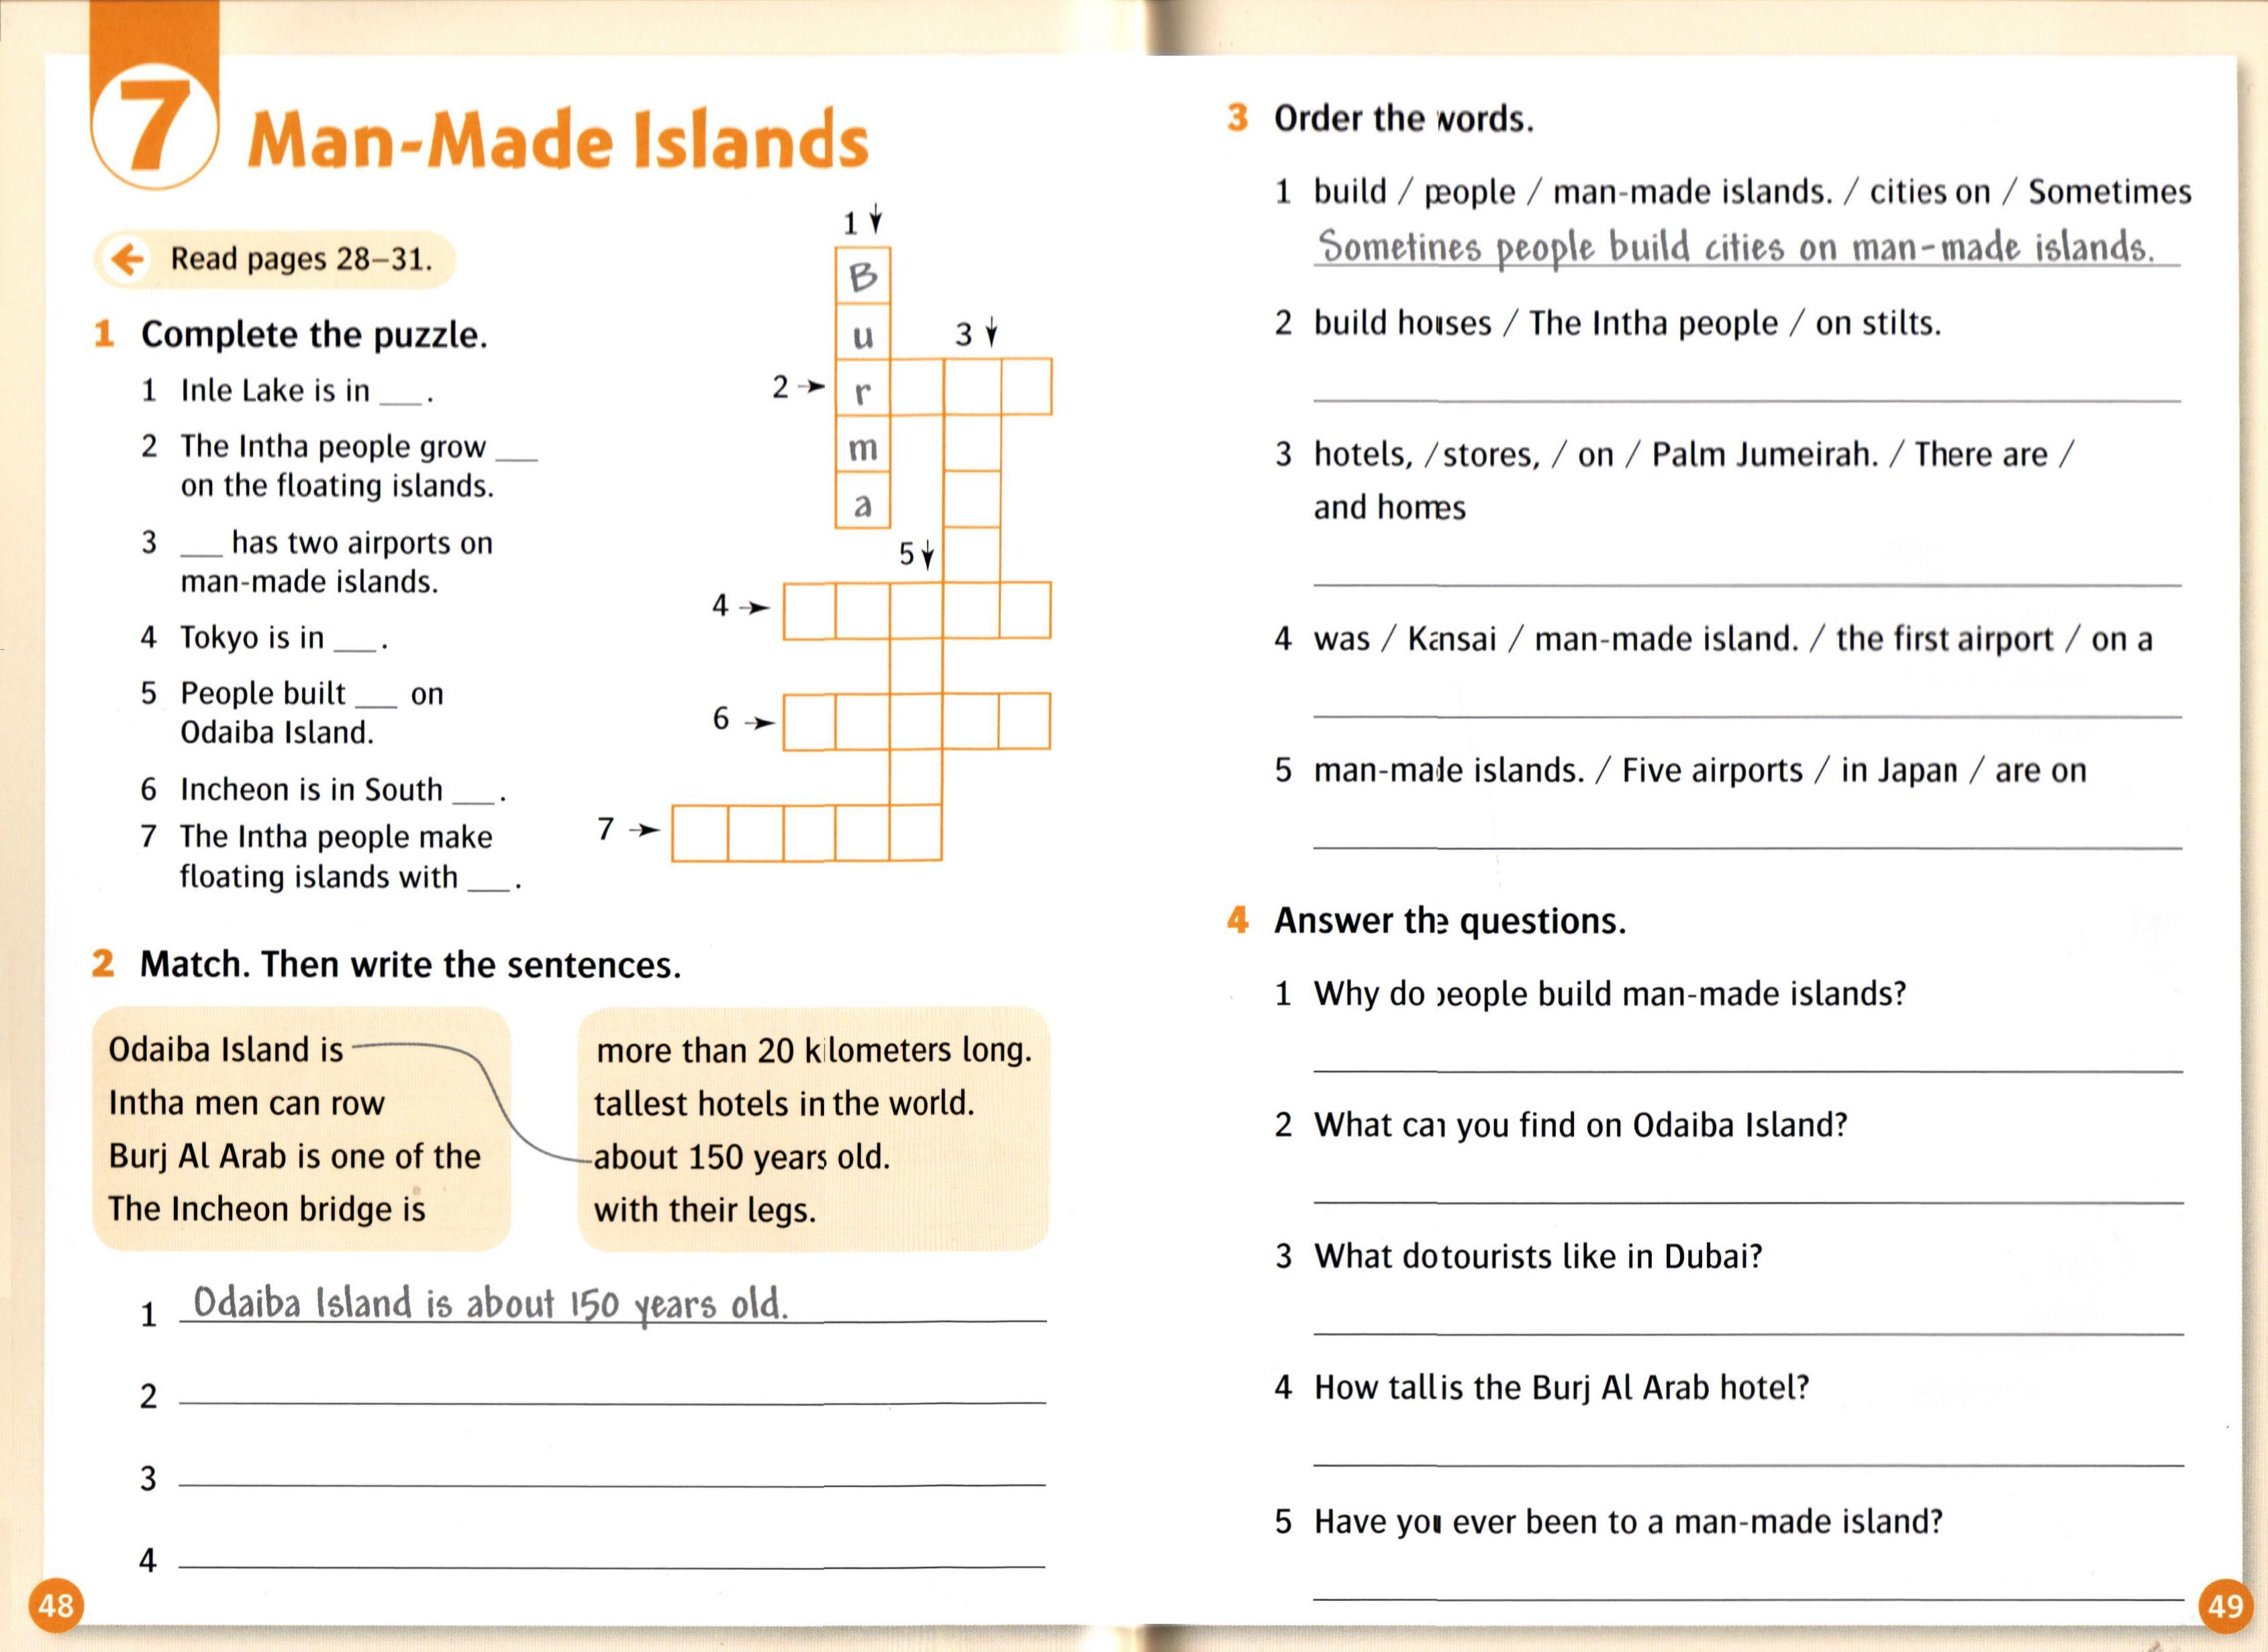 7
Man-Made Islands
Read pages 28–31.
1 Complete the puzzle.
1 Inle Lake is in ___ .
2 The Intha people grow ___
on the floating islands.
3 ___ has two airports on
man-made islands.
4 Tokyo is in ___ .
5 People built ___ on
Odaiba Island.
6 Incheon is in South ___ .
7 The Intha people make
floating islands with ___ .
1
B
u
3
2
r
m
a
5
4
6
7
2 Match. Then write the sentences.
Odaiba Island is
Intha men can row
Burj Al Arab is one of the
The Incheon bridge is
more than 20 kilometers long.
tallest hotels in the world.
about 150 years old.
with their legs.
1 Odaiba Island is about 150 years old.
2
3
4
48
3 Order the words.
1 build / people / man-made islands. / cities on / Sometimes
Sometines people build cities on man-made islands.
2 build houses / The Intha people / on stilts.
3 hotels, / stores, / on / Palm Jumeirah. / There are /
and homes
4 was / Kansai / man-made island. / the first airport / on a
5 man-made islands. / Five airports / in Japan / are on
4 Answer the questions.
1 Why do people build man-made islands?
2 What can you find on Odaiba Island?
3 What do tourists like in Dubai?
4 How tall is the Burj Al Arab hotel?
5 Have you ever been to a man-made island?
49